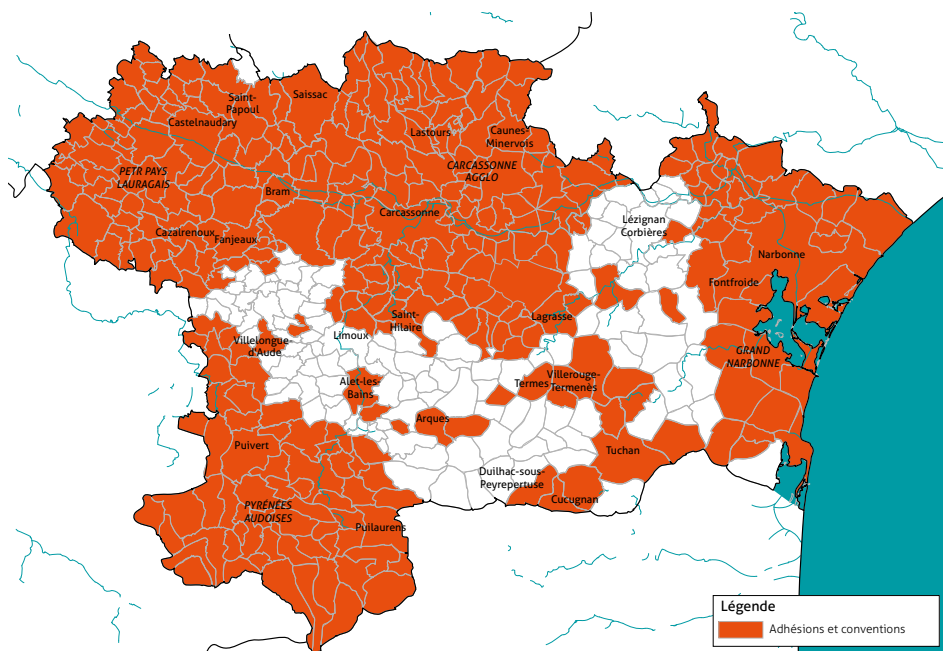 Saissac
Saint-
Papoul
Castelnaudary
Lastours
Caunes-
Minervois
PETR PAYS
LAURAGAIS
CARCASSONNE
AGGLO
Bram
Carcassonne
Lézignan
Corbières
Cazalrenoux
Fanjeaux
Narbonne
Fontfroide
Saint-
Hilaire
Lagrasse
Limoux
Villelongue-
d'Aude
GRAND
NARBONNE
Alet-les-
Bains
Termes
Villerouge-
Termenès
Arques
Puivert
Tuchan
Duilhac-sous-
Peyrepertuse
Cucugnan
PYRÉNÉES
AUDOISES
Puilaurens
Légende
Adhésions et conventions